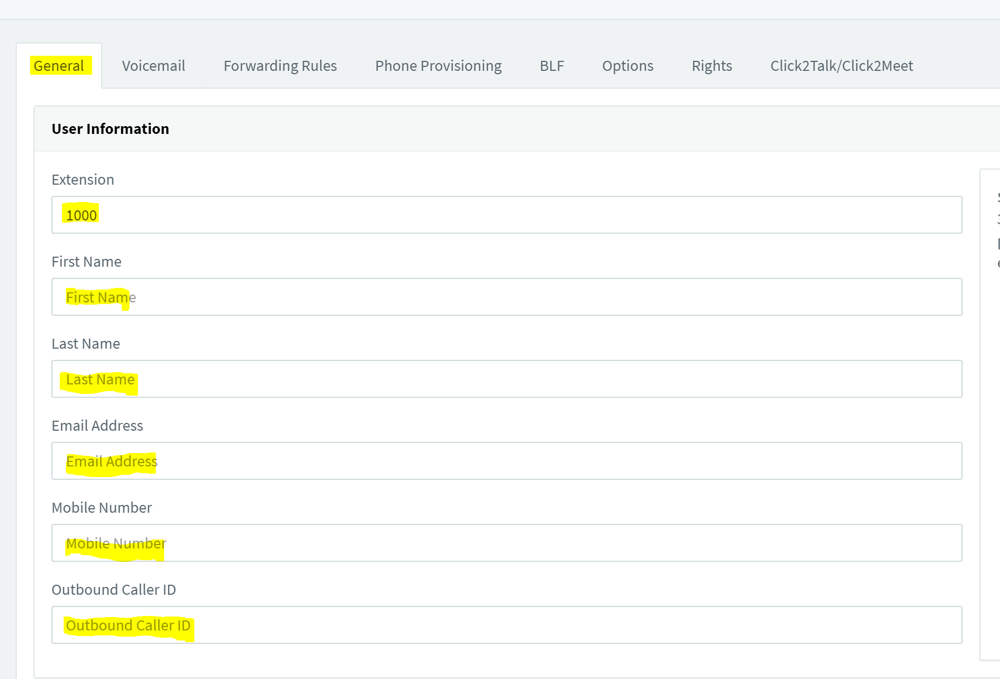 General Voicemail Forwarding Rules Phone Provisioning BLF Options Rights Click2Talk/Click2Meet
User Information
Extension
1000
First Name
First Name
Last Name
Last Name
Email Address
Email Address
Mobile Number
Mobile Number
Outbound Caller ID
Outbound Caller ID